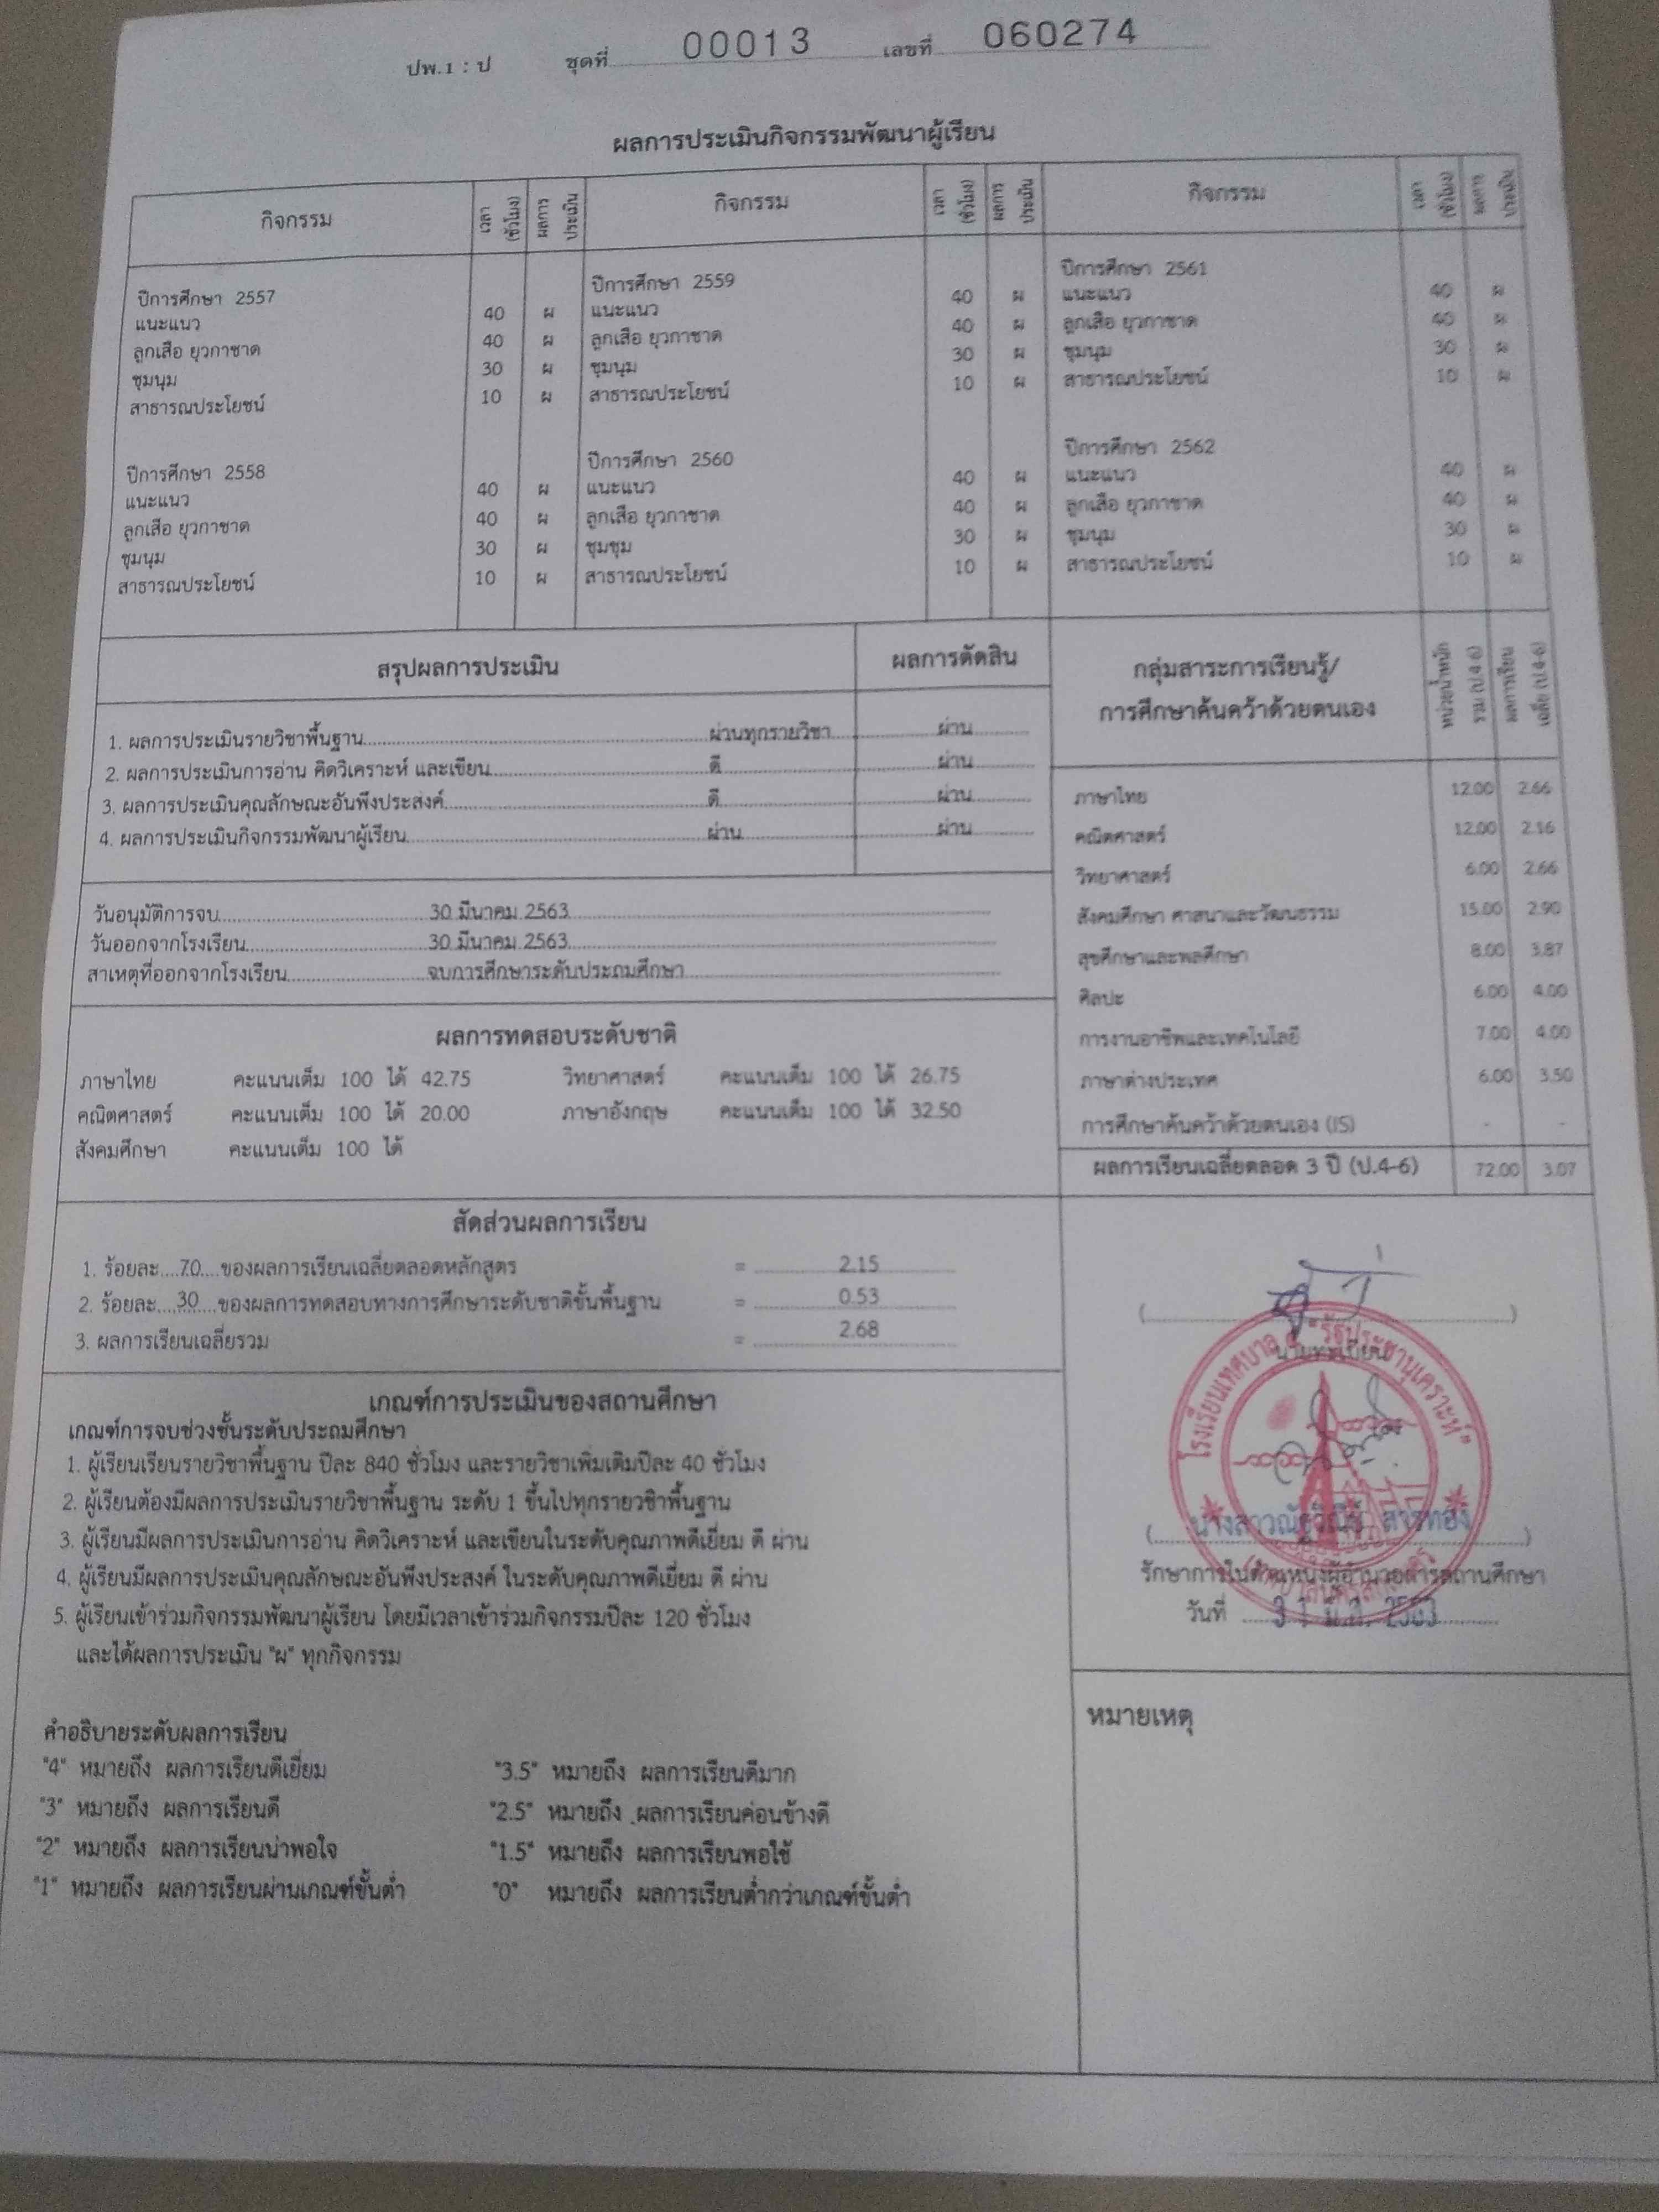 ปพ.1 : ป ชุดที่ 00013 เลขที่ 060274
ผลการประเมินกิจกรรมพัฒนาผู้เรียน
กิจกรรม เวลา (ชั่วโมง) ผลการ ประเมิน กิจกรรม เวลา (ชั่วโมง) ผลการ ประเมิน กิจกรรม เวลา (ชั่วโมง) ผลการ ประเมิน
ปีการศึกษา 2557
แนะแนว 40 ผ
ลูกเสือ ยุวกาชาด 40 ผ
ชุมนุม 30 ผ
สาธารณประโยชน์ 10 ผ
ปีการศึกษา 2558
แนะแนว 40 ผ
ลูกเสือ ยุวกาชาด 40 ผ
ชุมนุม 30 ผ
สาธารณประโยชน์ 10 ผ
ปีการศึกษา 2559
แนะแนว 40 ผ
ลูกเสือ ยุวกาชาด 40 ผ
ชุมนุม 30 ผ
สาธารณประโยชน์ 10 ผ
ปีการศึกษา 2560
แนะแนว 40 ผ
ลูกเสือ ยุวกาชาด 40 ผ
ชุมชุม 30 ผ
สาธารณประโยชน์ 10 ผ
ปีการศึกษา 2561
แนะแนว 40 ผ
ลูกเสือ ยุวกาชาด 40 ผ
ชุมนุม 30 ผ
สาธารณประโยชน์ 10 ผ
ปีการศึกษา 2562
แนะแนว 40 ผ
ลูกเสือ ยุวกาชาด 40 ผ
ชุมนุม 30 ผ
สาธารณประโยชน์ 10 ผ
สรุปผลการประเมิน ผลการตัดสิน
1. ผลการประเมินรายวิชาพื้นฐาน ผ่านทุกรายวิชา ผ่าน
2. ผลการประเมินการอ่าน คิดวิเคราะห์ และเขียน ดี ผ่าน
3. ผลการประเมินคุณลักษณะอันพึงประสงค์ ดี ผ่าน
4. ผลการประเมินกิจกรรมพัฒนาผู้เรียน ผ่าน ผ่าน
วันอนุมัติการจบ 30 มีนาคม 2563
วันออกจากโรงเรียน 30 มีนาคม 2563
สาเหตุที่ออกจากโรงเรียน จบการศึกษาระดับประถมศึกษา
ผลการทดสอบระดับชาติ
ภาษาไทย คะแนนเต็ม 100 ได้ 42.75 วิทยาศาสตร์ คะแนนเต็ม 100 ได้ 26.75
คณิตศาสตร์ คะแนนเต็ม 100 ได้ 20.00 ภาษาอังกฤษ คะแนนเต็ม 100 ได้ 32.50
สังคมศึกษา คะแนนเต็ม 100 ได้
กลุ่มสาระการเรียนรู้/
การศึกษาค้นคว้าด้วยตนเอง
หน่วยน้ำหนัก
รวม (ป.4-6)
ผลการเรียน
เฉลี่ย (ป.4-6)
ภาษาไทย 12.00 2.66
คณิตศาสตร์ 12.00 2.16
วิทยาศาสตร์ 6.00 2.66
สังคมศึกษา ศาสนาและวัฒนธรรม 15.00 2.90
สุขศึกษาและพลศึกษา 8.00 3.87
ศิลปะ 6.00 4.00
การงานอาชีพและเทคโนโลยี 7.00 4.00
ภาษาต่างประเทศ 6.00 3.50
การศึกษาค้นคว้าด้วยตนเอง (IS) - -
ผลการเรียนเฉลี่ยตลอด 3 ปี (ป.4-6) 72.00 3.07
สัดส่วนผลการเรียน
1. ร้อยละ 70 ของผลการเรียนเฉลี่ยตลอดหลักสูตร = 2.15
2. ร้อยละ 30 ของผลการทดสอบทางการศึกษาระดับชาติขั้นพื้นฐาน = 0.53
3. ผลการเรียนเฉลี่ยรวม = 2.68
เกณฑ์การประเมินของสถานศึกษา
เกณฑ์การจบช่วงชั้นระดับประถมศึกษา
1. ผู้เรียนเรียนรายวิชาพื้นฐาน ปีละ 840 ชั่วโมง และรายวิชาเพิ่มเติมปีละ 40 ชั่วโมง
2. ผู้เรียนต้องมีผลการประเมินรายวิชาพื้นฐาน ระดับ 1 ขึ้นไปทุกรายวชิาพื้นฐาน
3. ผู้เรียนมีผลการประเมินการอ่าน คิดวิเคราะห์ และเขียนในระดับคุณภาพดีเยี่ยม ดี ผ่าน
4. ผู้เรียนมีผลการประเมินคุณลักษณะอันพึงประสงค์ ในระดับคุณภาพดีเยี่ยม ดี ผ่าน
5. ผู้เรียนเข้าร่วมกิจกรรมพัฒนาผู้เรียน โดยมีเวลาเข้าร่วมกิจกรรมปีละ 120 ชั่วโมง
และได้ผลการประเมิน "ผ" ทุกกิจกรรม
คำอธิบายระดับผลการเรียน
"4" หมายถึง ผลการเรียนดีเยี่ยม "3.5" หมายถึง ผลการเรียนดีมาก
"3" หมายถึง ผลการเรียนดี "2.5" หมายถึง ผลการเรียนค่อนข้างดี
"2" หมายถึง ผลการเรียนน่าพอใจ "1.5" หมายถึง ผลการเรียนพอใช้
"1" หมายถึง ผลการเรียนผ่านเกณฑ์ขั้นต่ำ "0" หมายถึง ผลการเรียนต่ำกว่าเกณฑ์ขั้นต่ำ
นายทะเบียน
โรงเรียนเทศบาล "รัฐประชานุเคราะห์"
รักษาการในตำแหน่งผู้อำนวยการสถานศึกษา
วันที่ 31 มี.ค. 2563
หมายเหตุ